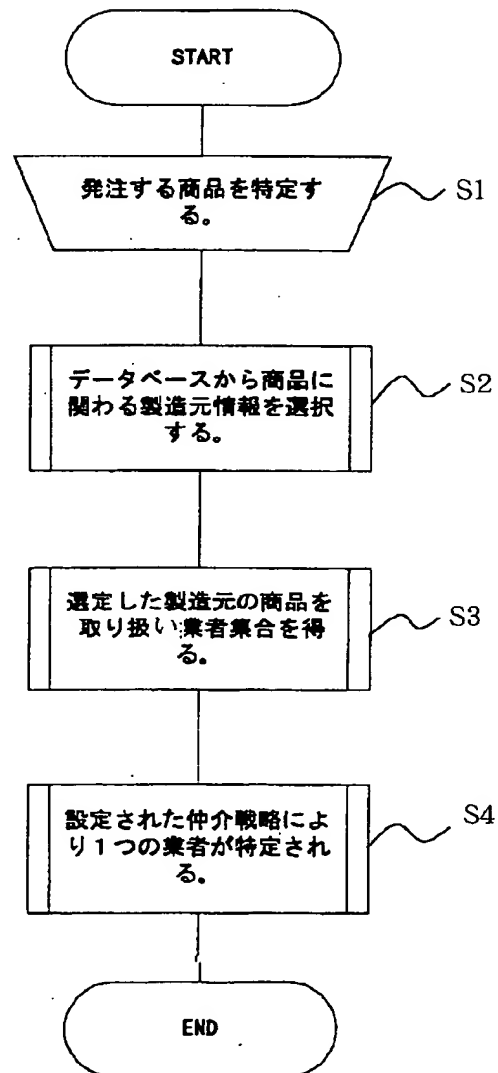 START
発注する商品を特定す
る。
S1
データベースから商品に
関わる製造元情報を選択
する。
S2
選定した製造元の商品を
取り扱い業者集合を得
る。
S3
設定された仲介戦略によ
り1つの業者が特定され
る。
S4
END